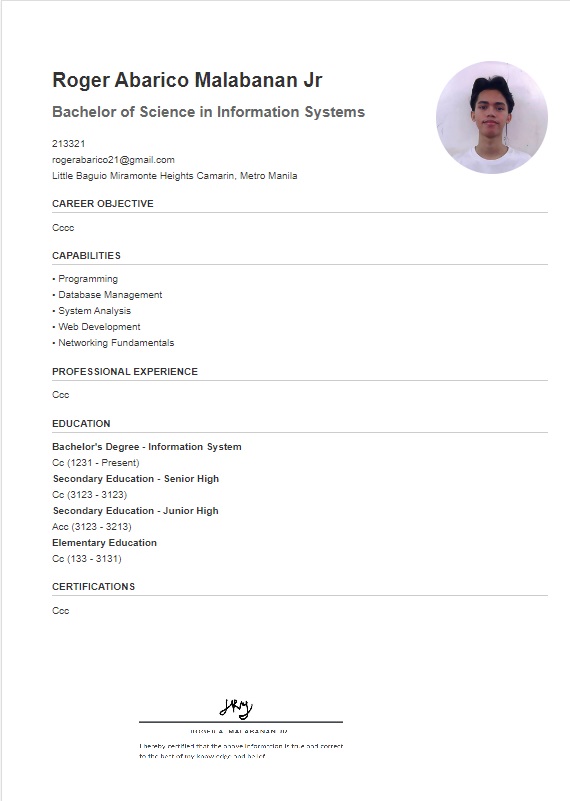 Roger Abarico Malabanan Jr
Bachelor of Science in Information Systems
213321
rogerabarico21@gmail.com
Little Baguio Miramonte Heights Camarin, Metro Manila
CAREER OBJECTIVE
Cccc
CAPABILITIES
• Programming
• Database Management
• System Analysis
• Web Development
• Networking Fundamentals
PROFESSIONAL EXPERIENCE
Ccc
EDUCATION
Bachelor's Degree - Information System
Cc (1231 - Present)
Secondary Education - Senior High
Cc (3123 - 3123)
Secondary Education - Junior High
Acc (3123 - 3213)
Elementary Education
Cc (133 - 3131)
CERTIFICATIONS
Ccc
ROGER A. MALABANAN JR
I hereby certified that the above information is true and correct
to the best of my knowledge and belief.